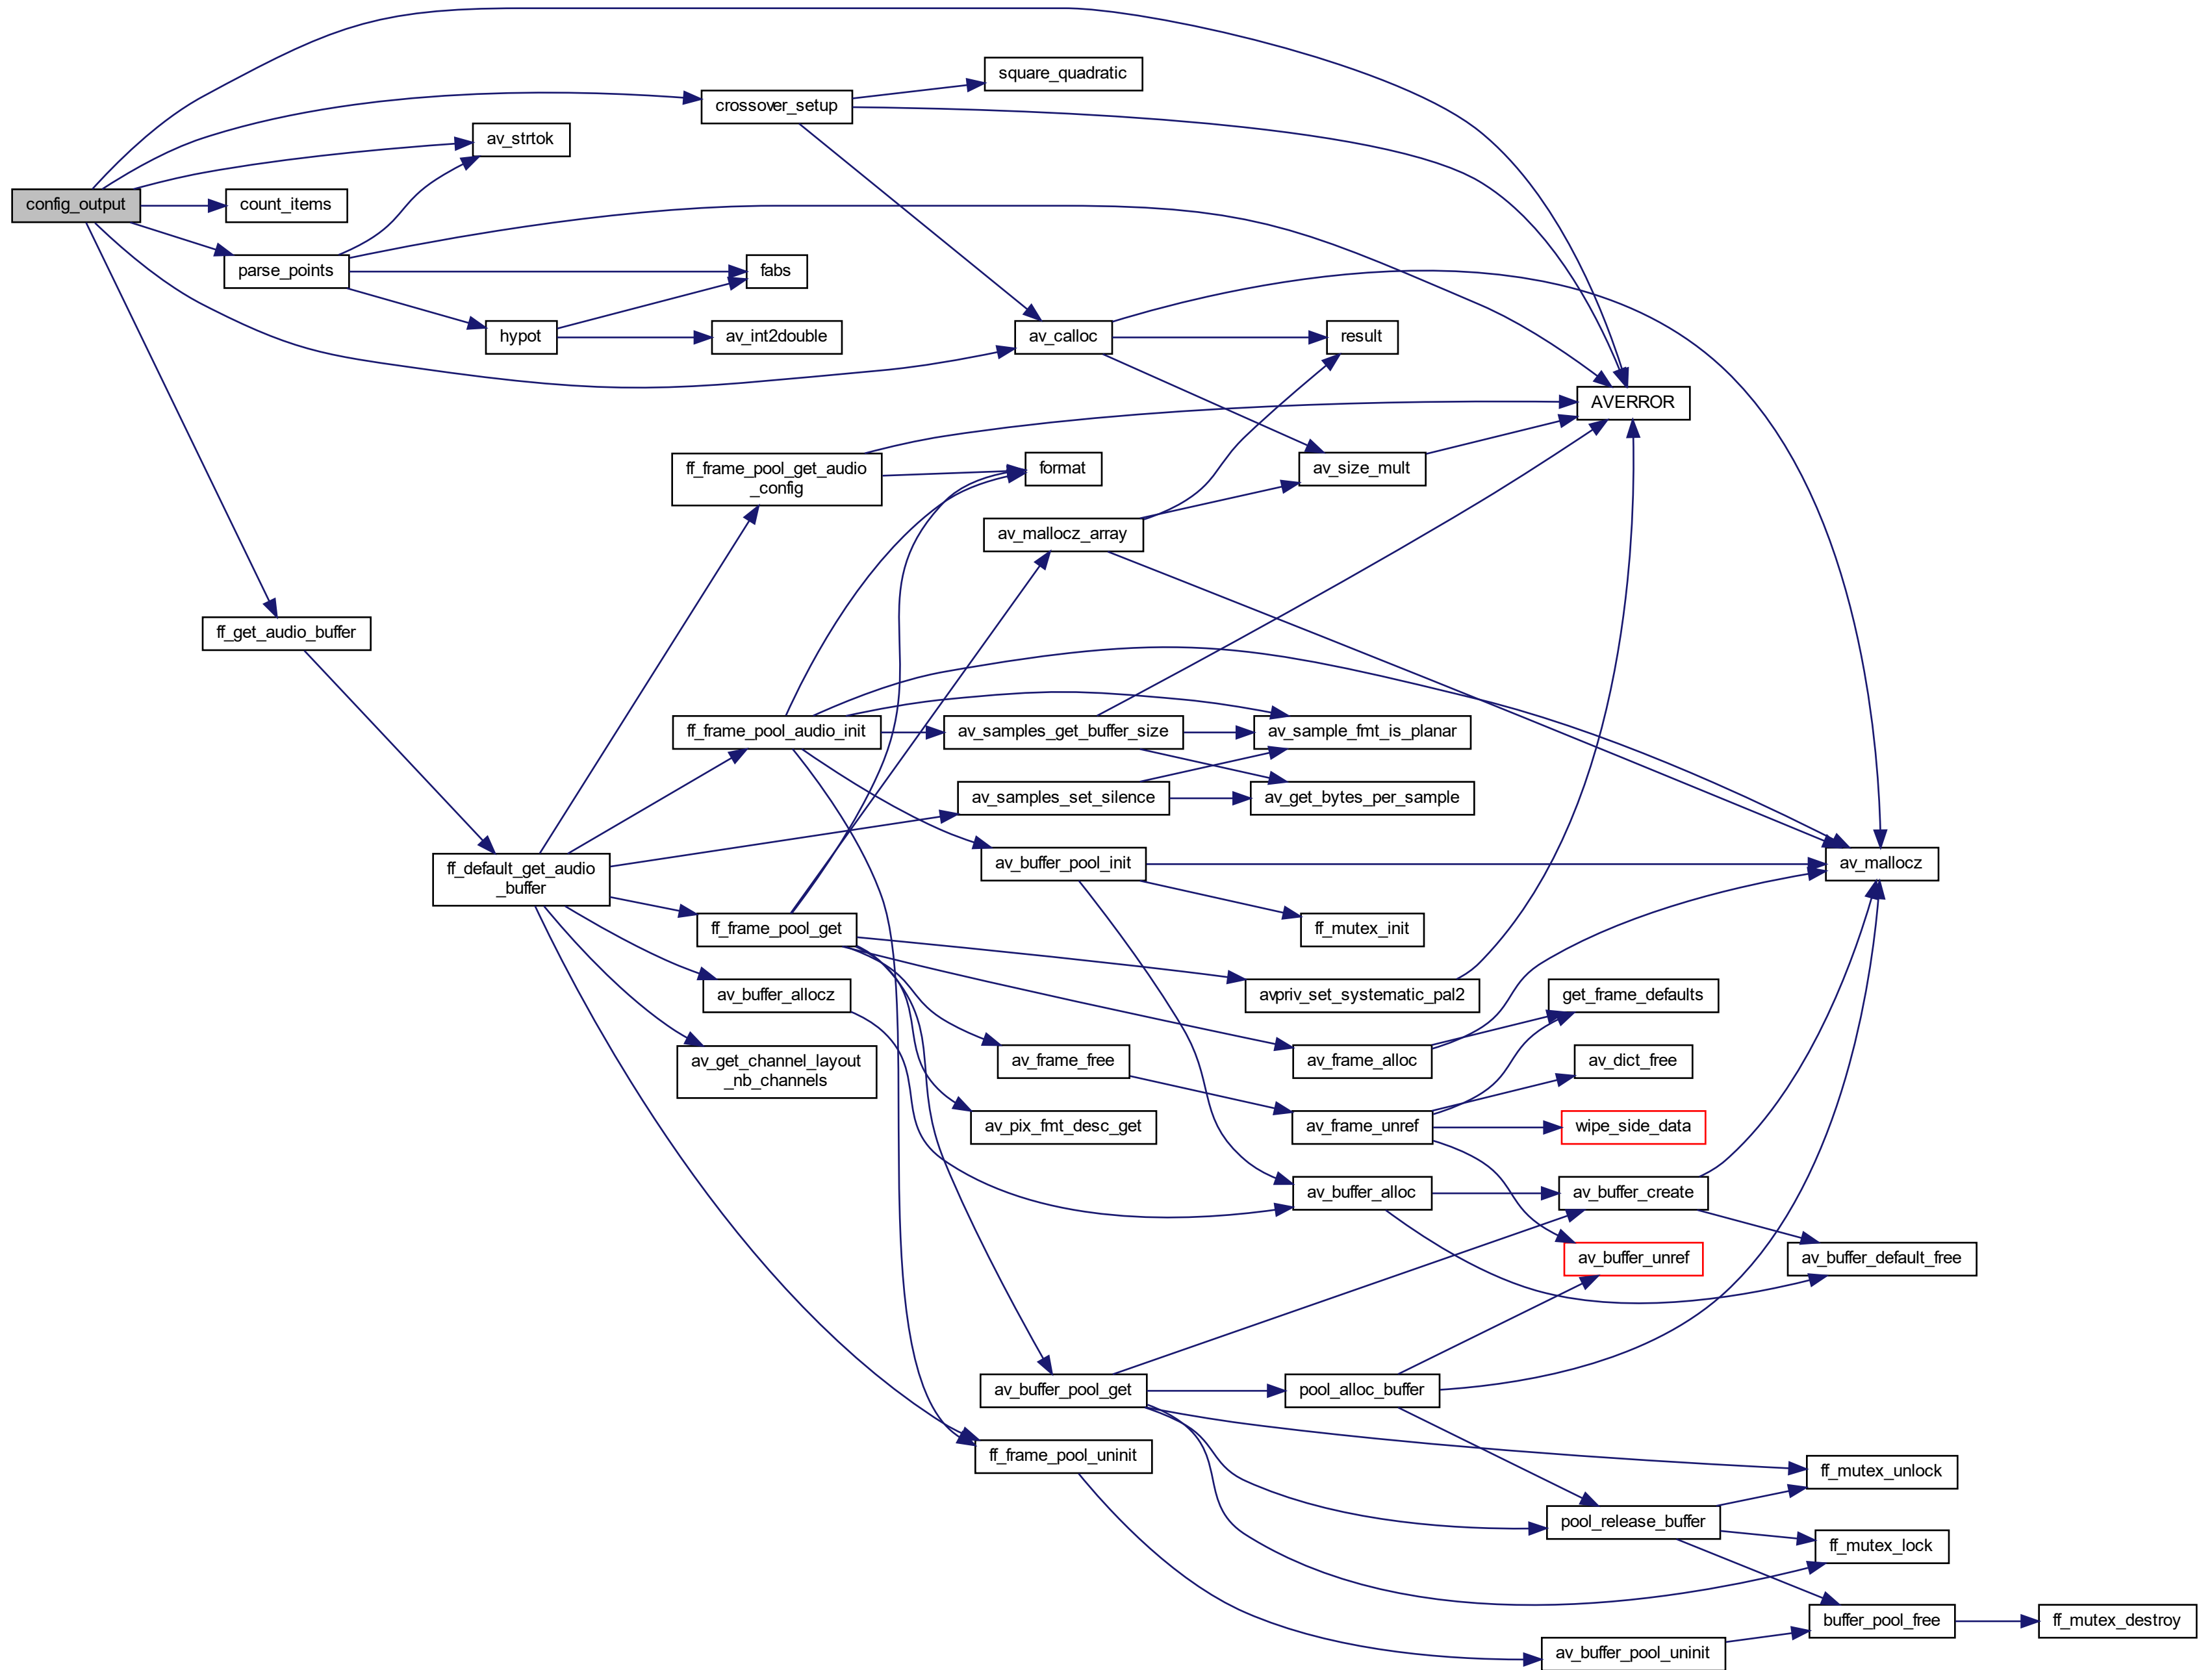 config_output
square_quadratic
crossover_setup
av_strtok
count_items
parse_points
fabs
hypot
av_int2double
av_calloc
result
AVERROR
ff_frame_pool_get_audio
_config
format
av_size_mult
av_mallocz_array
ff_get_audio_buffer
ff_frame_pool_audio_init
av_samples_get_buffer_size
av_sample_fmt_is_planar
av_samples_set_silence
av_get_bytes_per_sample
ff_default_get_audio
_buffer
av_buffer_pool_init
av_mallocz
ff_frame_pool_get
ff_mutex_init
av_buffer_allocz
avpriv_set_systematic_pal2
get_frame_defaults
av_get_channel_layout
_nb_channels
av_frame_free
av_frame_alloc
av_dict_free
av_pix_fmt_desc_get
av_frame_unref
wipe_side_data
av_buffer_alloc
av_buffer_create
av_buffer_unref
av_buffer_default_free
av_buffer_pool_get
pool_alloc_buffer
ff_frame_pool_uninit
ff_mutex_unlock
pool_release_buffer
ff_mutex_lock
buffer_pool_free
ff_mutex_destroy
av_buffer_pool_uninit